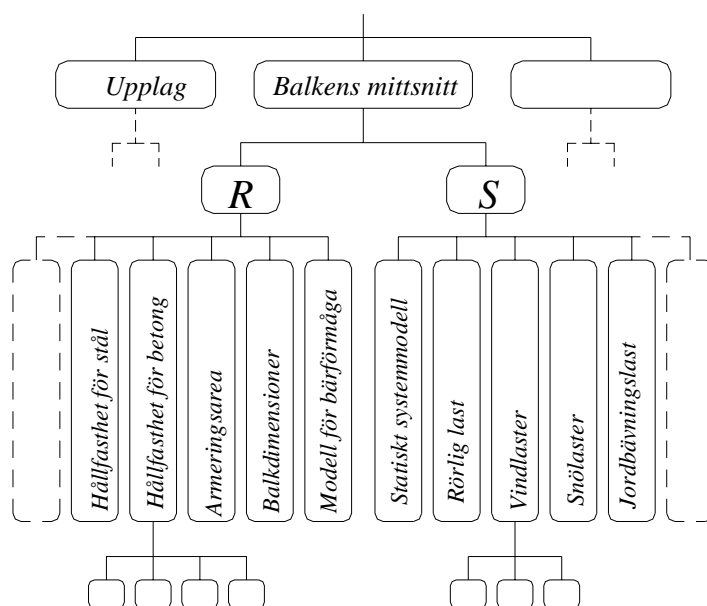 Upplag
Balkens mittsnitt
R
S
Hållfasthet för stål
Hållfasthet för betong
Armeringsarea
Balkdimensioner
Modell för bärförmåga
Statiskt systemmodell
Rörlig last
Vindlaster
Snölaster
Jordbävningslast